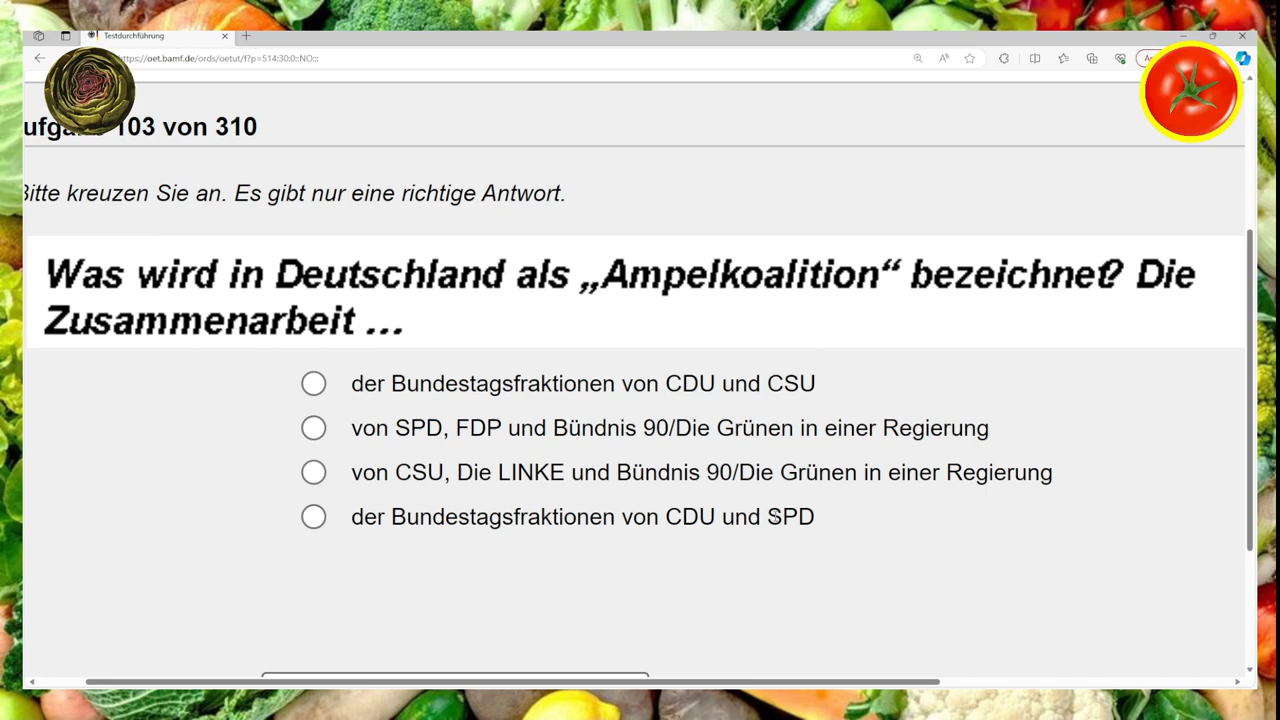 Testdurchführung
https://oet.bamf.de/ords/oetut/f?p=514:30:0::NO:::
103 von 310
Bitte kreuzen Sie an. Es gibt nur eine richtige Antwort.
Was wird in Deutschland als „Ampelkoalition“ bezeichnet? Die
Zusammenarbeit ...
der Bundestagsfraktionen von CDU und CSU
von SPD, FDP und Bündnis 90/Die Grünen in einer Regierung
von CSU, Die LINKE und Bündnis 90/Die Grünen in einer Regierung
der Bundestagsfraktionen von CDU und SPD